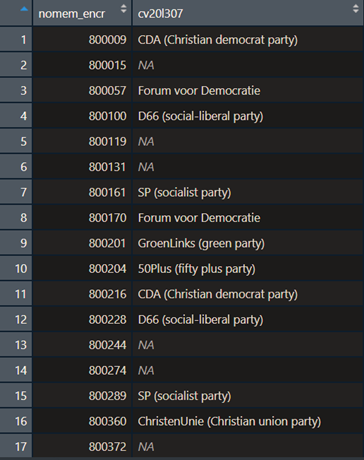 nomem_encr cv20l307
1 800009 CDA (Christian democrat party)
2 800015 NA
3 800057 Forum voor Democratie
4 800100 D66 (social-liberal party)
5 800119 NA
6 800131 NA
7 800161 SP (socialist party)
8 800170 Forum voor Democratie
9 800201 GroenLinks (green party)
10 800204 50Plus (fifty plus party)
11 800216 CDA (Christian democrat party)
12 800228 D66 (social-liberal party)
13 800244 NA
14 800274 NA
15 800289 SP (socialist party)
16 800360 ChristenUnie (Christian union party)
17 800372 NA